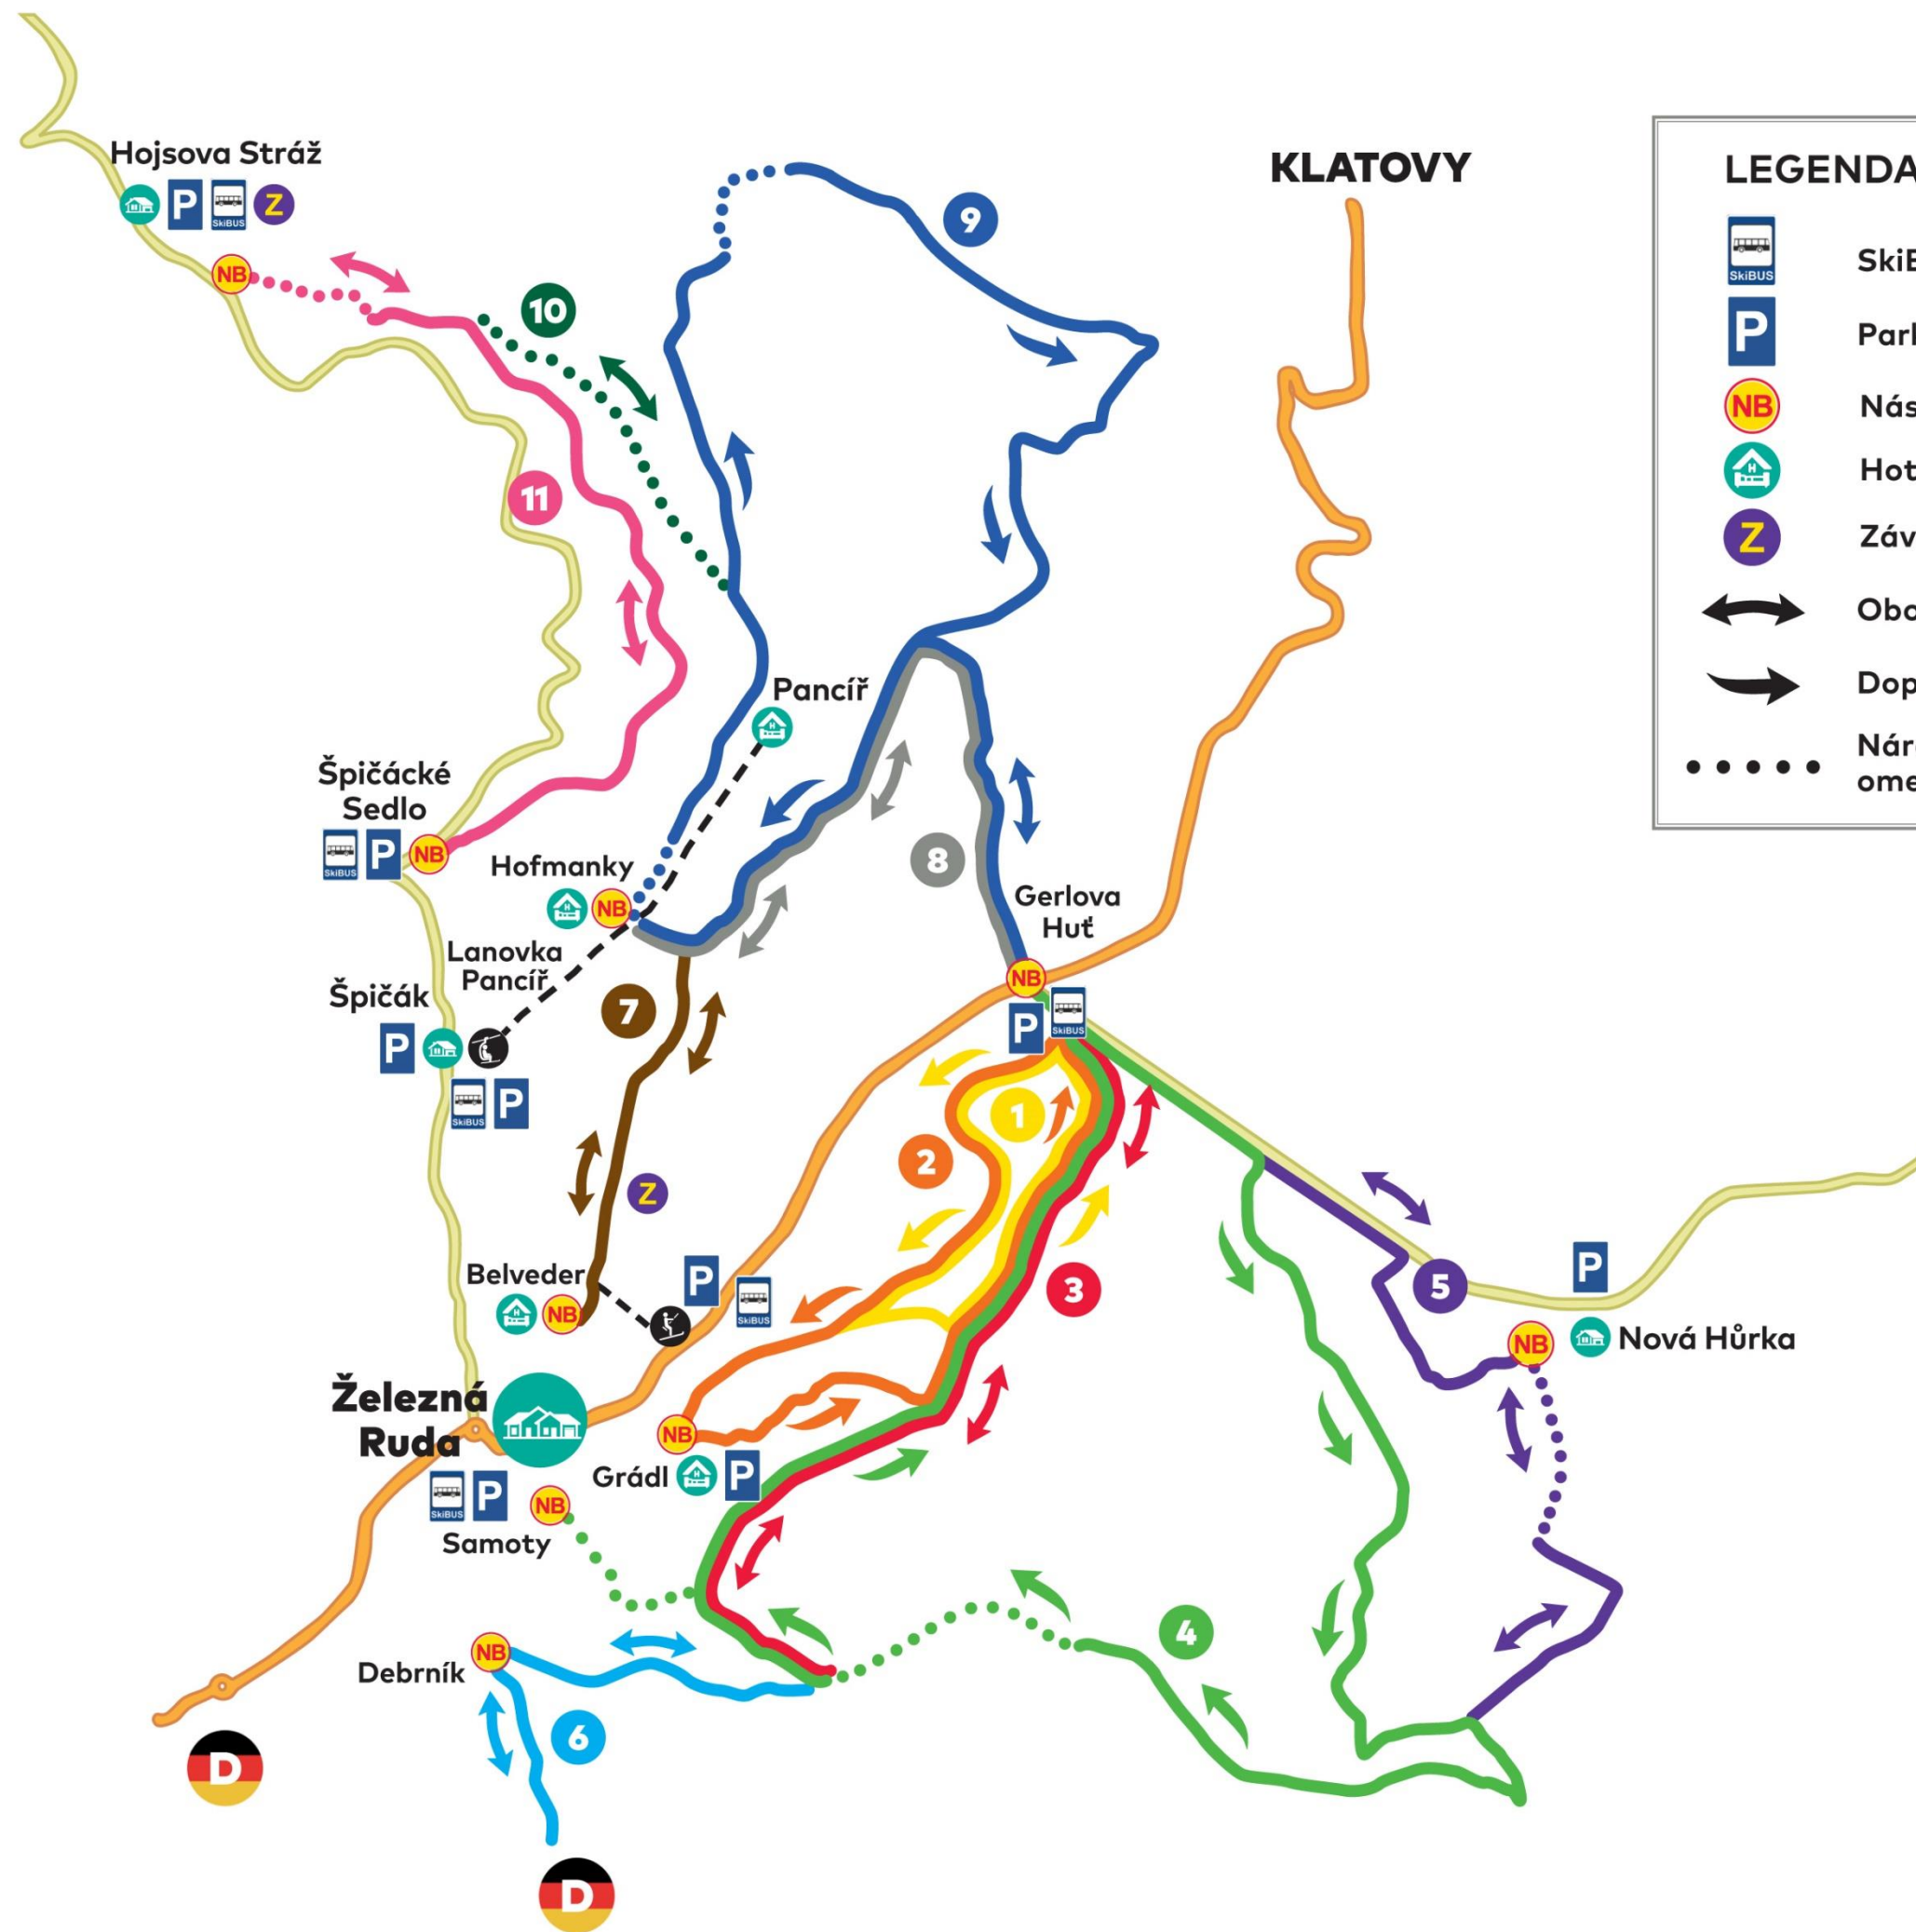 Hojsova Stráž
P
SkiBUS
Z
NB
10
9
KLATOVY
11
Pancíř
Špičácké
Sedlo
SkiBUS
P
NB
Hofmanky
NB
8
Gerlova
Huť
NB
P
SkiBUS
Lanovka
Pancíř
Špičák
P
SkiBUS
P
7
Z
1
2
3
Belveder
NB
P
SkiBUS
5
P
NB
Nová Hůrka
Železná
Ruda
SkiBUS
P
NB
Samoty
NB
Grádl
P
4
NB
Debrník
6
D
D
LEGENDA
SkiBUS
P
NB
Z